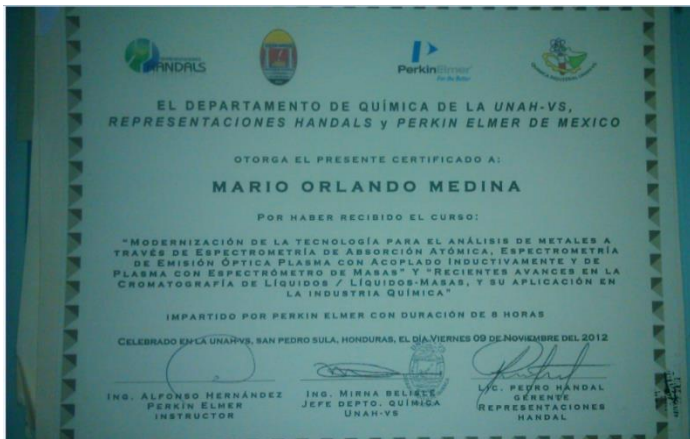 HANDALS
PerkinElmer
For the Better
EL DEPARTAMENTO DE QUÍMICA DE LA UNAH-VS,
REPRESENTACIONES HANDALS y PERKIN ELMER DE MEXICO
OTORGA EL PRESENTE CERTIFICADO A:
MARIO ORLANDO MEDINA
POR HABER RECIBIDO EL CURSO:
"MODERNIZACIÓN DE LA TECNOLOGÍA PARA EL ANÁLISIS DE METALES A
TRAVÉS DE ESPECTROMETRÍA DE ABSORCIÓN ATÓMICA, ESPECTROMETRÍA
DE EMISIÓN ÓPTICA PLASMA CON ACOPLADO INDUCTIVAMENTE Y DE
PLASMA CON ESPECTRÓMETRO DE MASAS" Y "RECIENTES AVANCES EN LA
CROMATOGRAFÍA DE LÍQUIDOS / LÍQUIDOS-MASAS, Y SU APLICACIÓN EN
LA INDUSTRIA QUÍMICA"
IMPARTIDO POR PERKIN ELMER CON DURACIÓN DE 8 HORAS
CELEBRADO EN LA UNAH-VS, SAN PEDRO SULA, HONDURAS, EL DÍA VIERNES 09 DE NOVIEMBRE DEL 2012
ING. ALFONSO HERNÁNDEZ
PERKIN ELMER
INSTRUCTOR
ING. MIRNA BELISLE
JEFE DEPTO. QUÍMICA
UNAH-VS
LIC. PEDRO HANDAL
GERENTE
REPRESENTACIONES
HANDAL